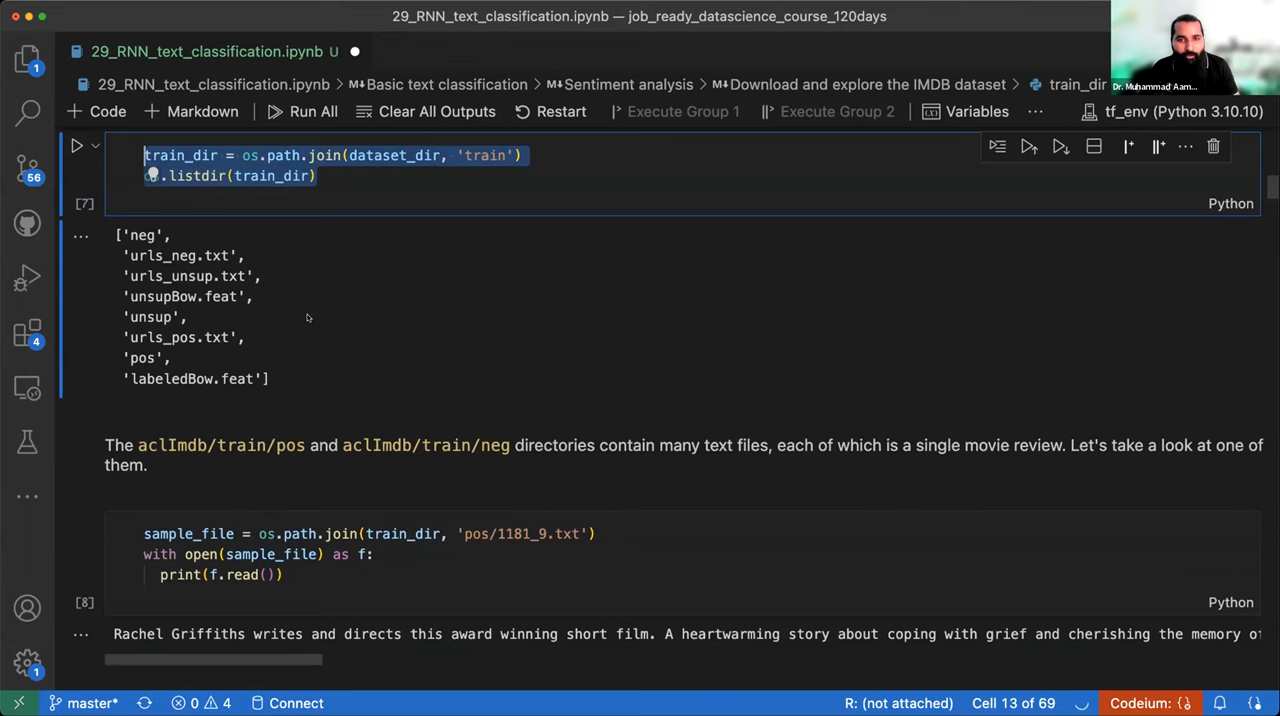 29_RNN_text_classification.ipynb — job_ready_datascience_course_120days
29_RNN_text_classification.ipynb U
29_RNN_text_classification.ipynb > Basic text classification > Sentiment analysis > Download and explore the IMDB dataset > train_dir
+ Code + Markdown Run All Clear All Outputs Restart Execute Group 1 Execute Group 2 Variables ... tf_env (Python 3.10.10)
Dr. Muhammad Aam...
1
56
4
1
train_dir = os.path.join(dataset_dir, 'train')
.listdir(train_dir)
[7]
Python
['neg',
'urls_neg.txt',
'urls_unsup.txt',
'unsupBow.feat',
'unsup',
'urls_pos.txt',
'pos',
'labeledBow.feat']
The aclImdb/train/pos and aclImdb/train/neg directories contain many text files, each of which is a single movie review. Let's take a look at one of
them.
sample_file = os.path.join(train_dir, 'pos/1181_9.txt')
with open(sample_file) as f:
print(f.read())
[8]
Python
Rachel Griffiths writes and directs this award winning short film. A heartwarming story about coping with grief and cherishing the memory of
master* 0 4 Connect R: (not attached) Cell 13 of 69 Codeium: {}